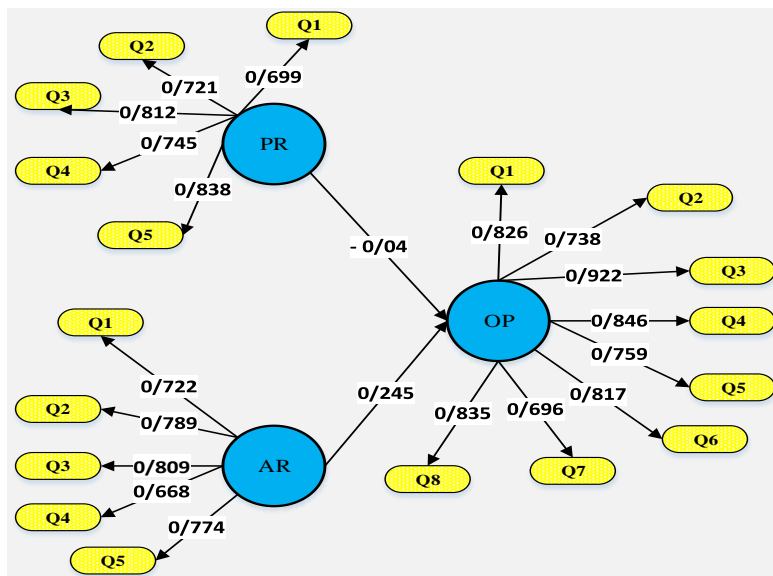 Q1
Q2
0/699
0/721
Q3
0/812
0/745
PR
Q4
0/838
Q5
Q1
Q2
0/826
0/738
- 0/04
Q3
0/922
OP
0/846
Q4
0/759
Q5
0/817
Q6
0/696
Q7
0/835
Q8
0/245
Q1
0/722
Q2
0/789
Q3
0/809
AR
0/668
Q4
0/774
Q5